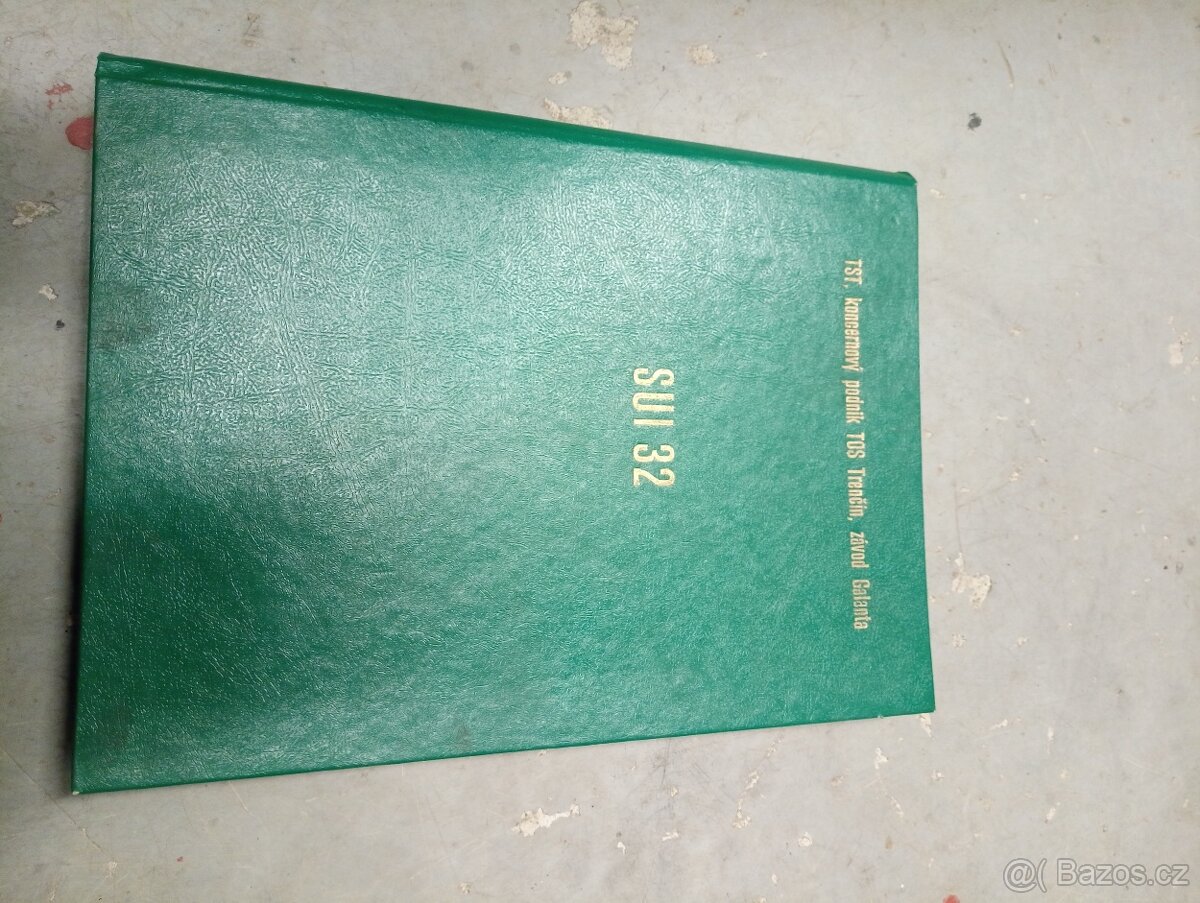 TST, koncernový podnik TOS Trenčín, závod Galanta
SUI 32
@( Bazos.cz